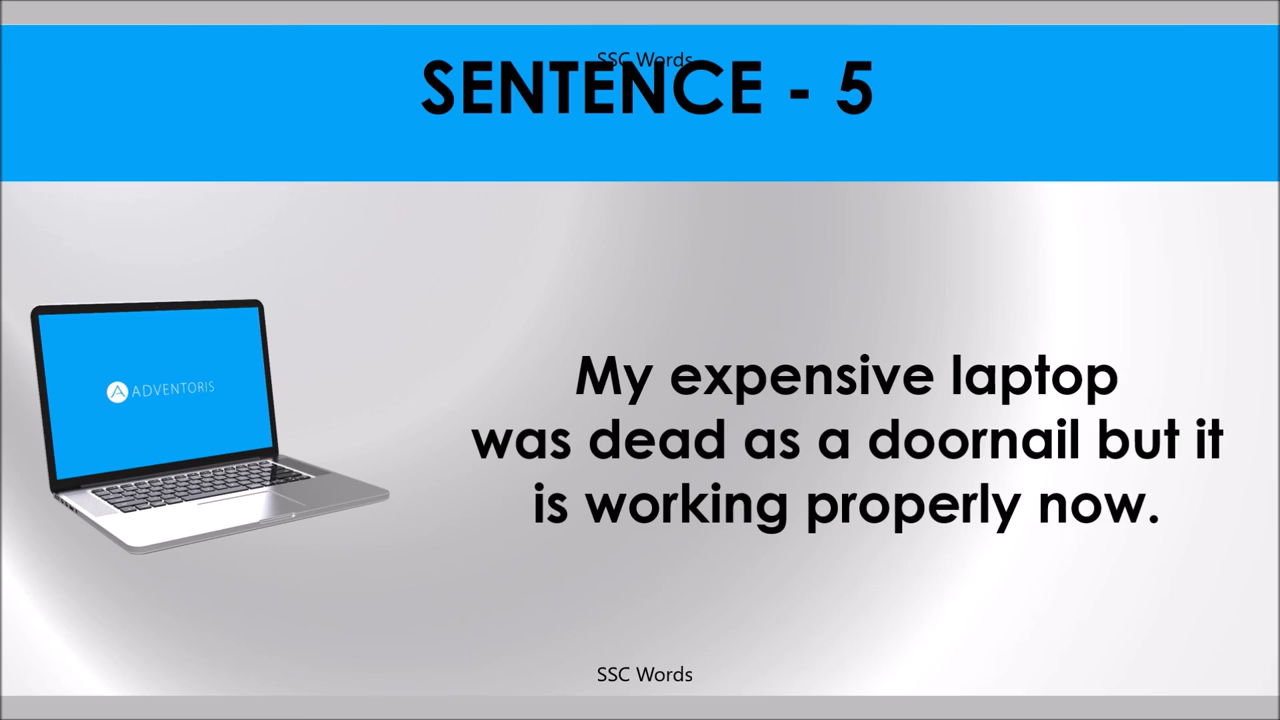 SSC Words
SENTENCE - 5
ADVENTORIS
My expensive laptop
was dead as a doornail but it
is working properly now.
SSC Words